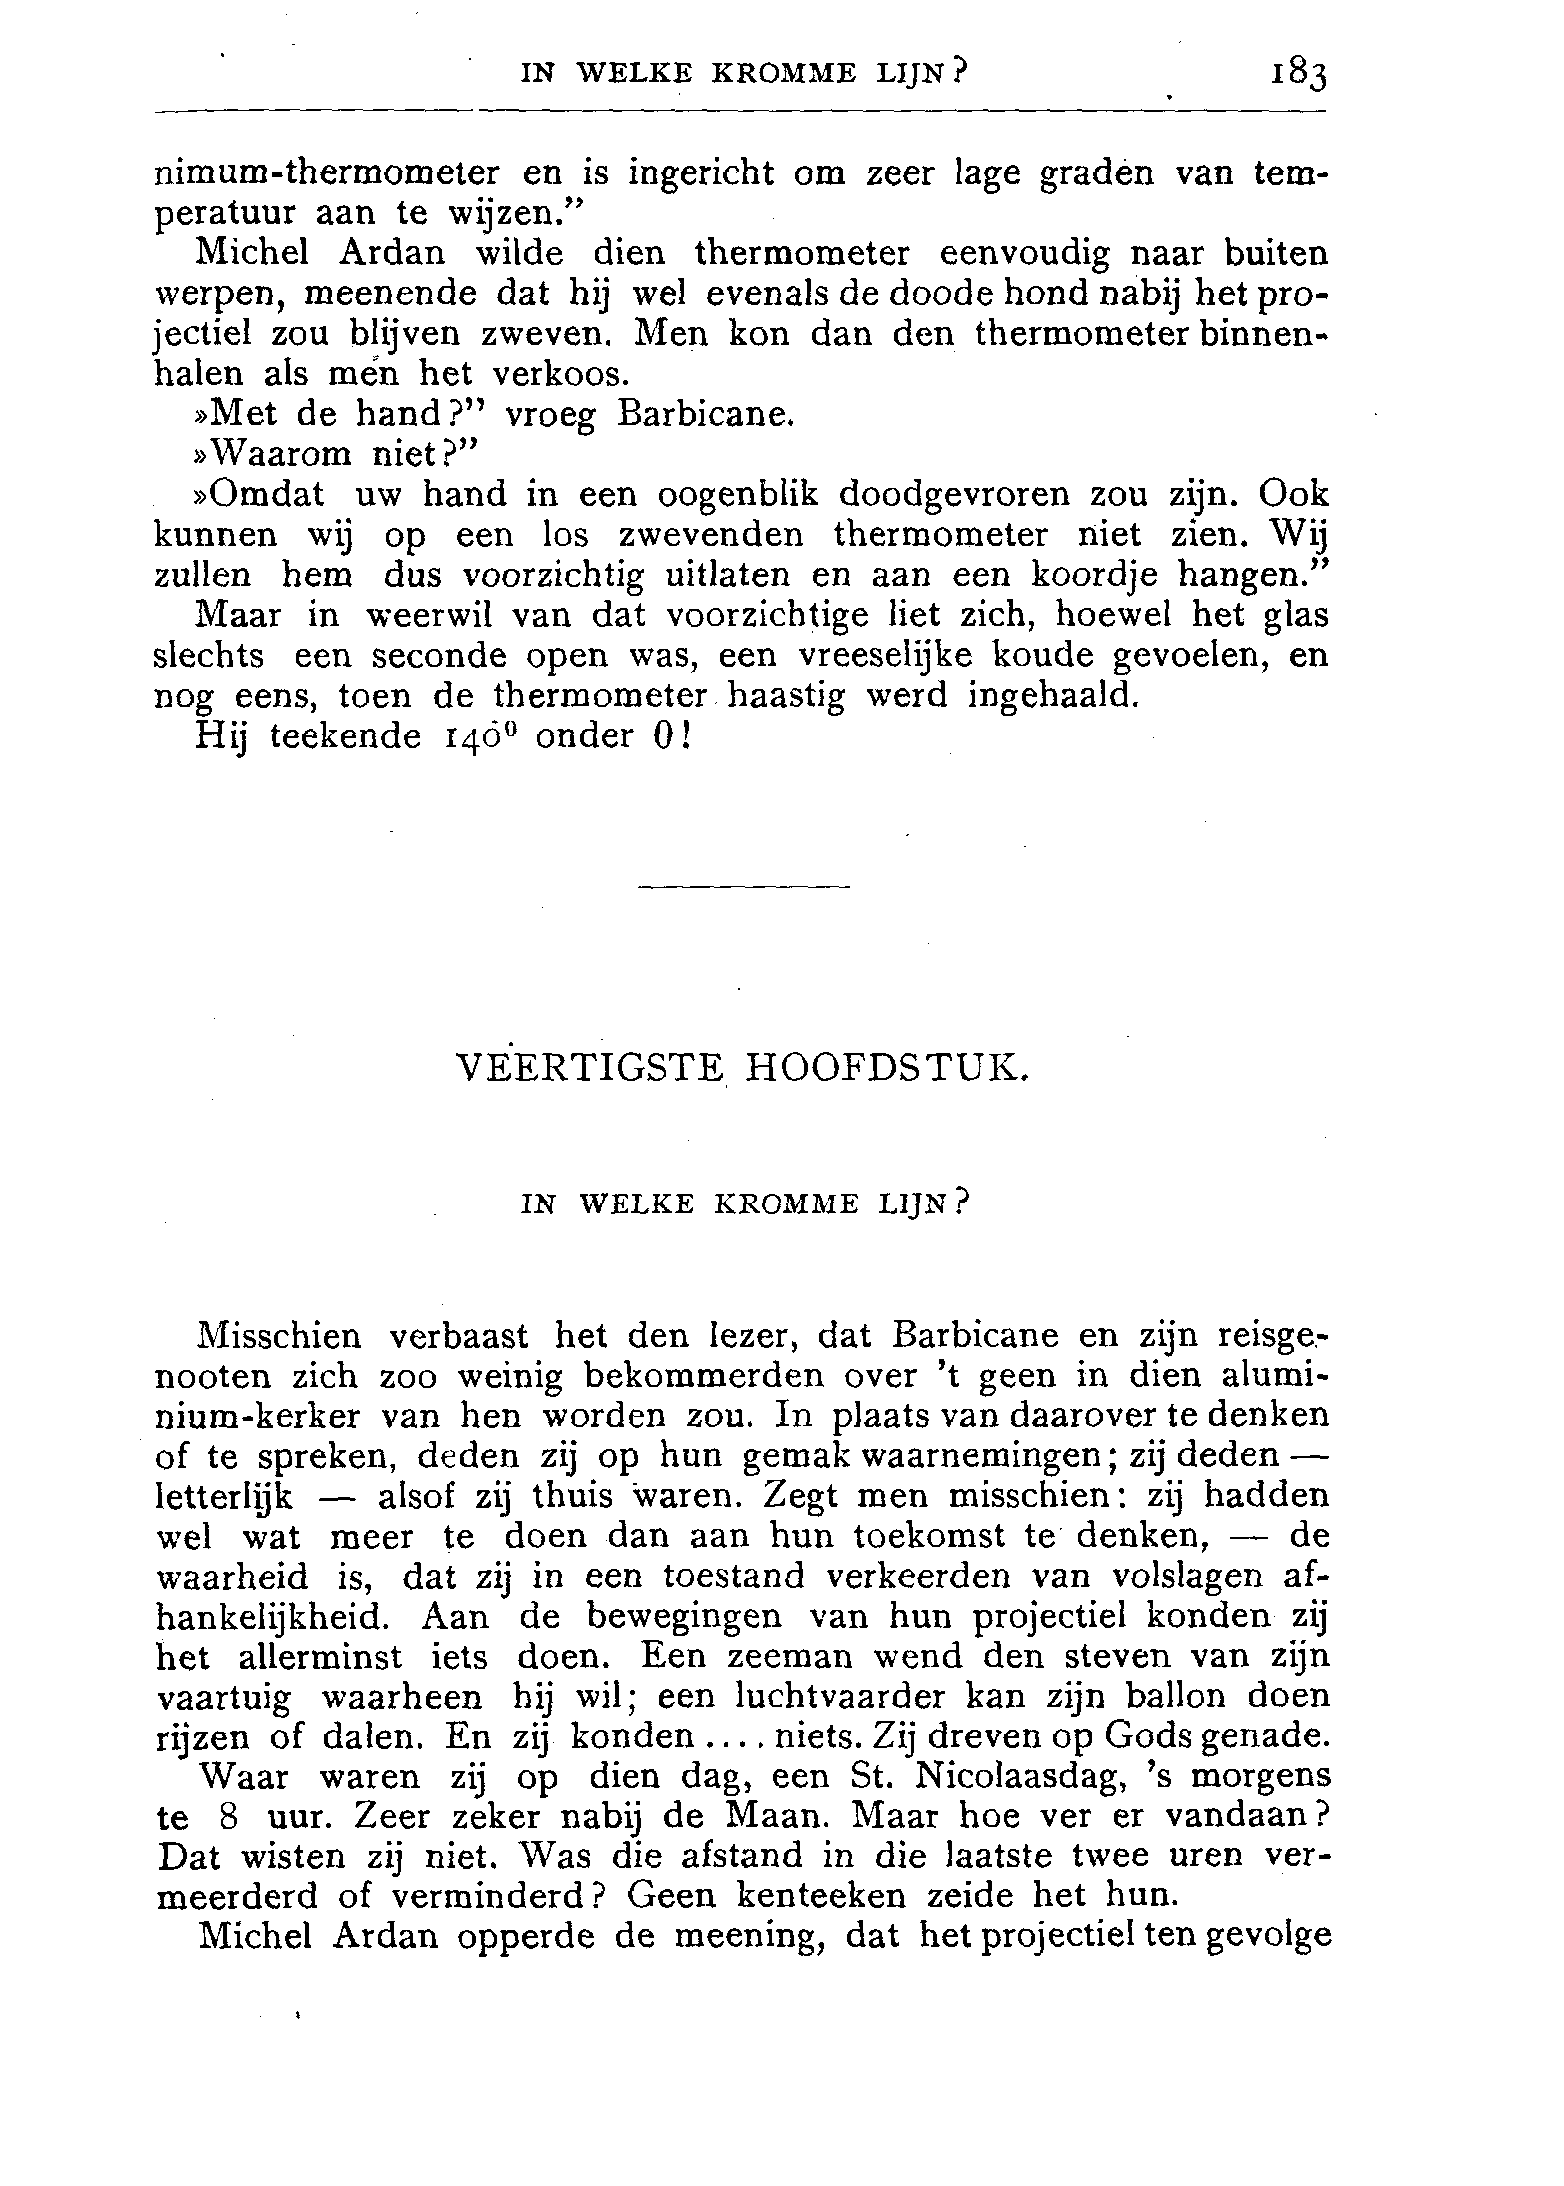 IN WELKE KROMME LIJN? 183
nimum-thermometer en is ingericht om zeer lage graden van tem-
peratuur aan te wijzen.”
Michel Ardan wilde dien thermometer eenvoudig naar buiten
werpen, meenende dat hij wel evenals de doode hond nabij het pro-
jectiel zou blijven zweven. Men kon dan den thermometer binnen-
halen als men het verkoos.
»Met de hand?” vroeg Barbicane.
»Waarom niet?”
»Omdat uw hand in een oogenblik doodgevroren zou zijn. Ook
kunnen wij op een los zwevenden thermometer niet zien. Wij
zullen hem dus voorzichtig uitlaten en aan een koordje hangen.”
Maar in weerwil van dat voorzichtige liet zich, hoewel het glas
slechts een seconde open was, een vreeselijke koude gevoelen, en
nog eens, toen de thermometer haastig werd ingehaald.
Hij teekende 140⁰ onder 0!
VEERTIGSTE HOOFDSTUK.
IN WELKE KROMME LIJN?
Misschien verbaast het den lezer, dat Barbicane en zijn reisge-
nooten zich zoo weinig bekommerden over ’t geen in dien alumi-
nium-kerker van hen worden zou. In plaats van daarover te denken
of te spreken, deden zij op hun gemak waarnemingen; zij deden —
letterlijk — alsof zij thuis waren. Zegt men misschien: zij hadden
wel wat meer te doen dan aan hun toekomst te denken, — de
waarheid is, dat zij in een toestand verkeerden van volslagen af-
hankelijkheid. Aan de bewegingen van hun projectiel konden zij
het allerminst iets doen. Een zeeman wend den steven van zijn
vaartuig waarheen hij wil; een luchtvaarder kan zijn ballon doen
rijzen of dalen. En zij konden .... niets. Zij dreven op Gods genade.
Waar waren zij op dien dag, een St. Nicolaasdag, ’s morgens
te 8 uur. Zeer zeker nabij de Maan. Maar hoe ver er vandaan?
Dat wisten zij niet. Was die afstand in die laatste twee uren ver-
meerderd of verminderd? Geen kenteeken zeide het hun.
Michel Ardan opperde de meening, dat het projectiel ten gevolge